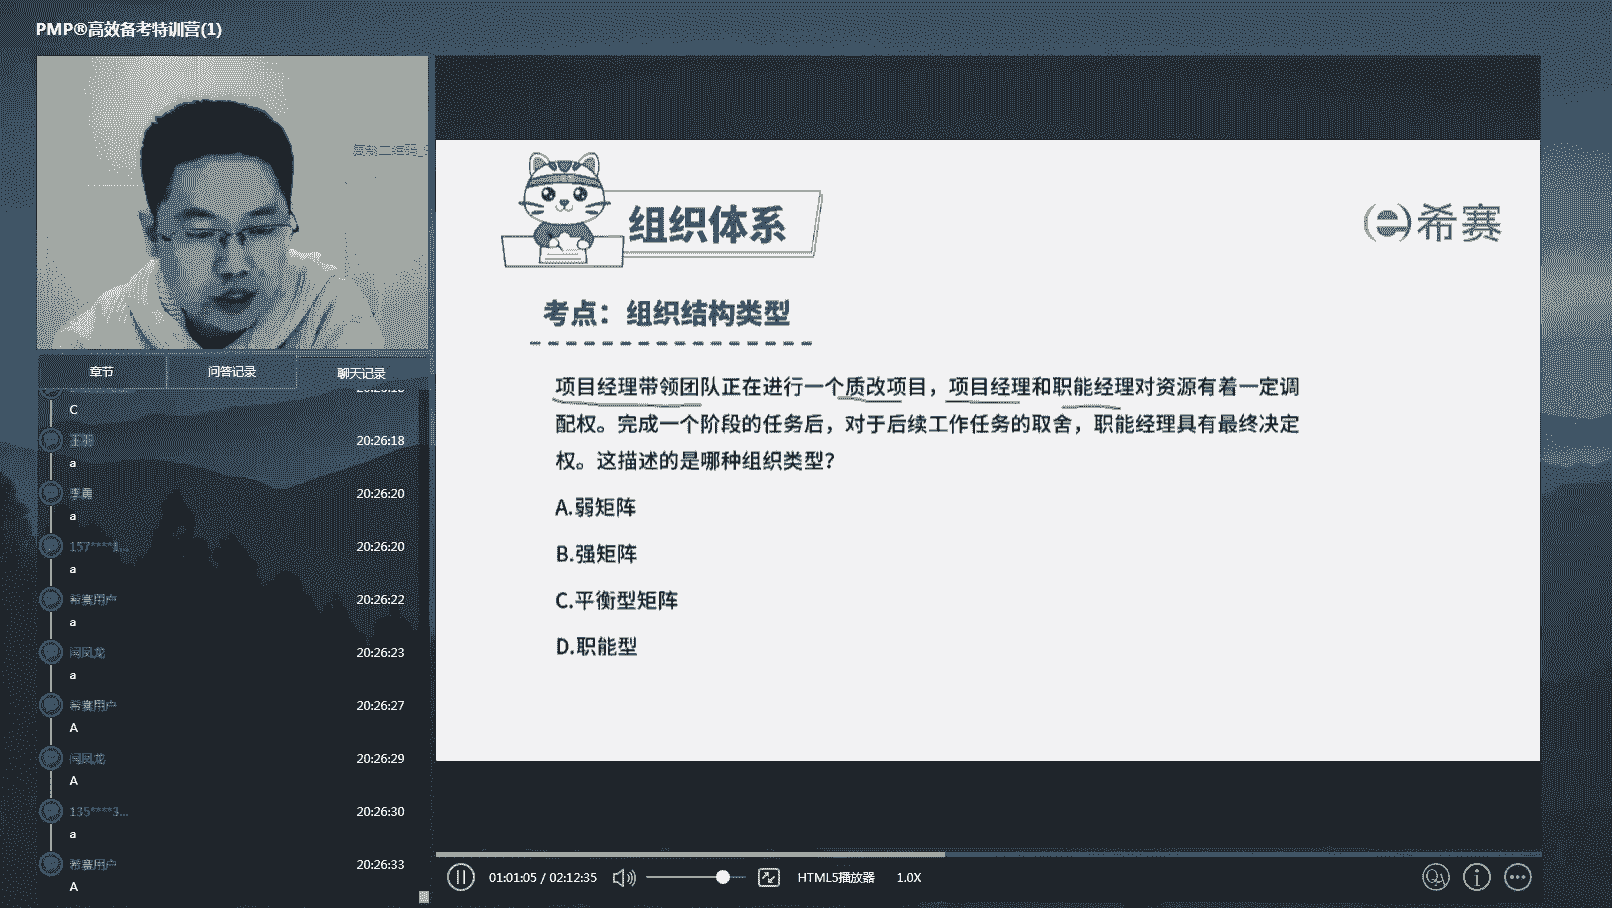 PMP®高效备考特训营(1)
章节
问答记录
聊天记录
C
20:26:18
a
李勇
20:26:20
a
157****1...
20:26:20
a
希赛用户
20:26:22
a
闯凤龙
20:26:23
a
希赛用户
20:26:27
A
闯凤龙
20:26:29
A
135****3...
20:26:30
a
希赛用户
20:26:33
A
组织体系
希赛
考点：组织结构类型
项目经理带领团队正在进行一个质改项目，项目经理和职能经理对资源有着一定调
配权。完成一个阶段的任务后，对于后续工作任务的取舍，职能经理具有最终决定
权。这描述的是哪种组织类型？
A.弱矩阵
B.强矩阵
C.平衡型矩阵
D.职能型
01:01:05 / 02:12:35
HTML5播放器
1.0X